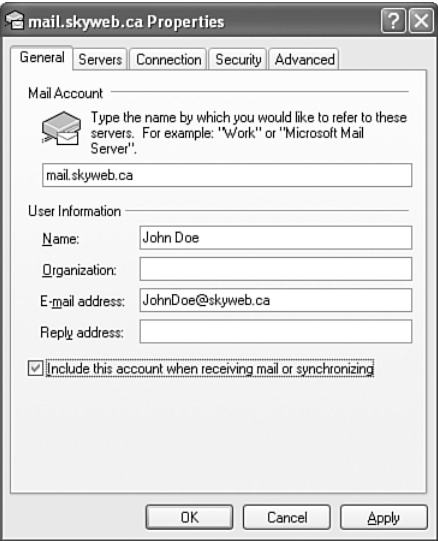 mail.skyweb.ca Properties
General Servers Connection Security Advanced
Mail Account
Type the name by which you would like to refer to these
servers. For example: "Work" or "Microsoft Mail
Server".
mail.skyweb.ca
User Information
Name: John Doe
Organization:
E-mail address: JohnDoe@skyweb.ca
Reply address:
Include this account when receiving mail or synchronizing
OK Cancel Apply